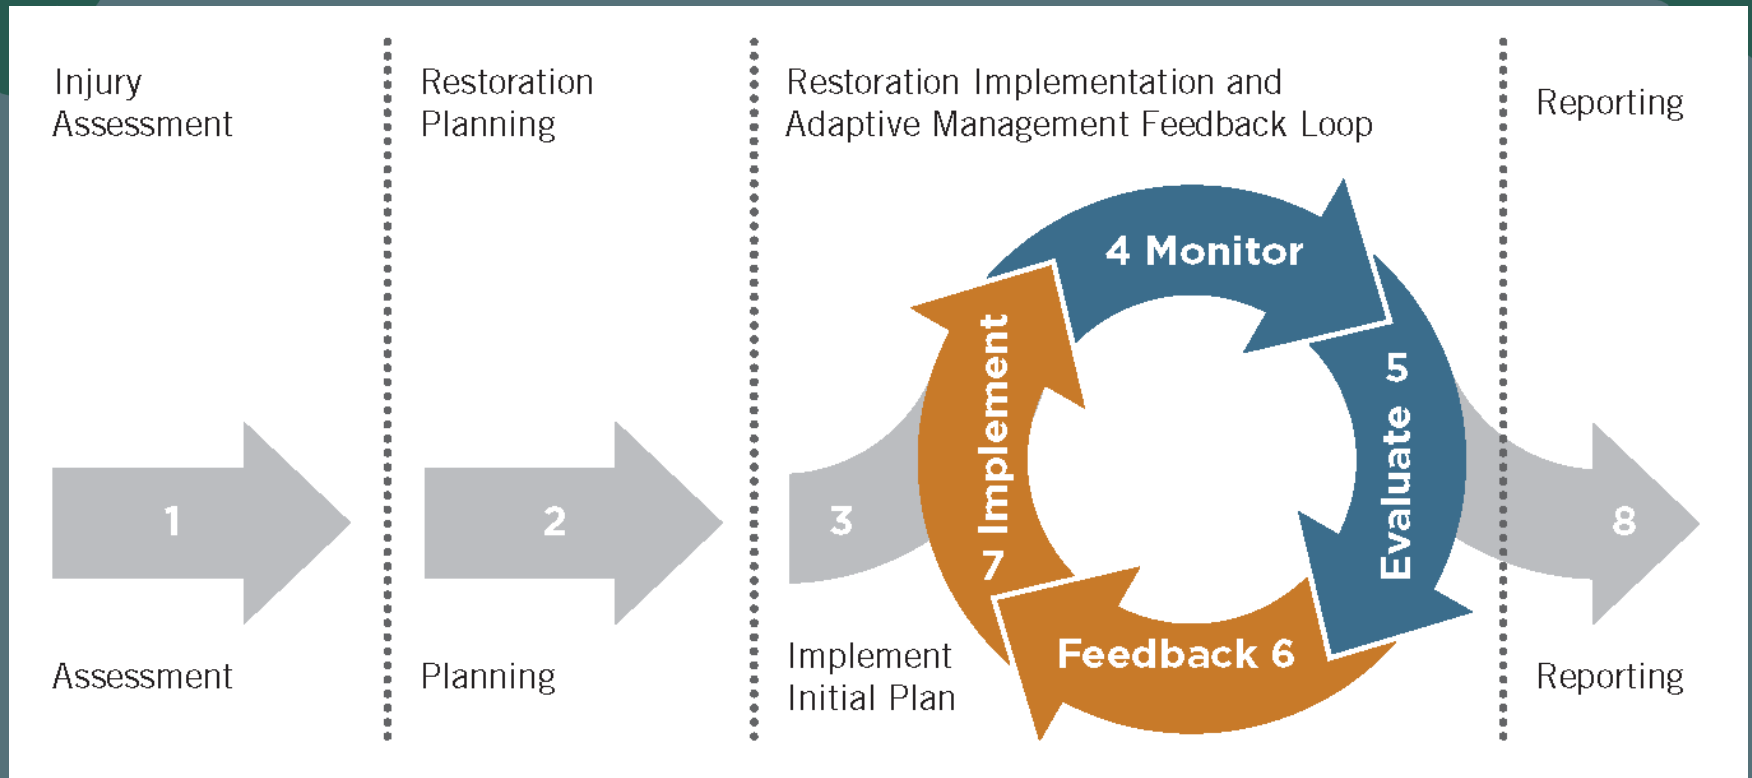 Injury
Assessment
Restoration
Planning
Restoration Implementation and
Adaptive Management Feedback Loop
Reporting
1
2
3
4 Monitor
5
Evaluate
Feedback 6
7 Implement
8
Assessment
Planning
Implement
Initial Plan
Reporting